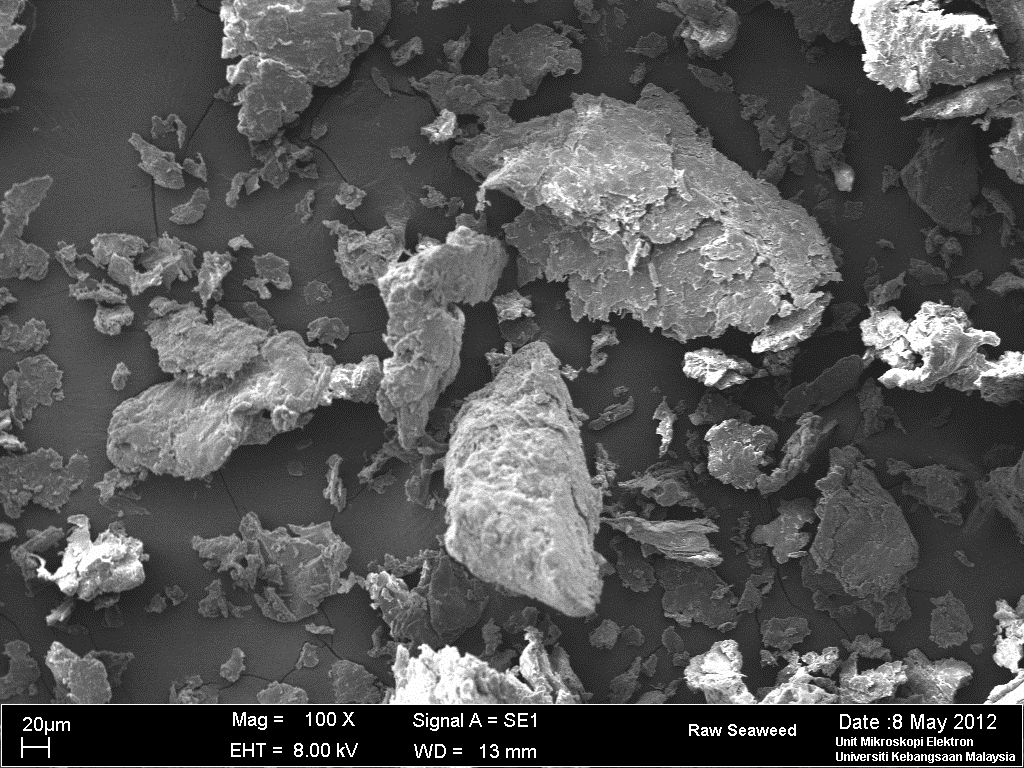 20µm
Mag = 100 X
EHT = 8.00 kV
Signal A = SE1
WD = 13 mm
Raw Seaweed
Date :8 May 2012
Unit Mikroskopi Elektron
Universiti Kebangsaan Malaysia